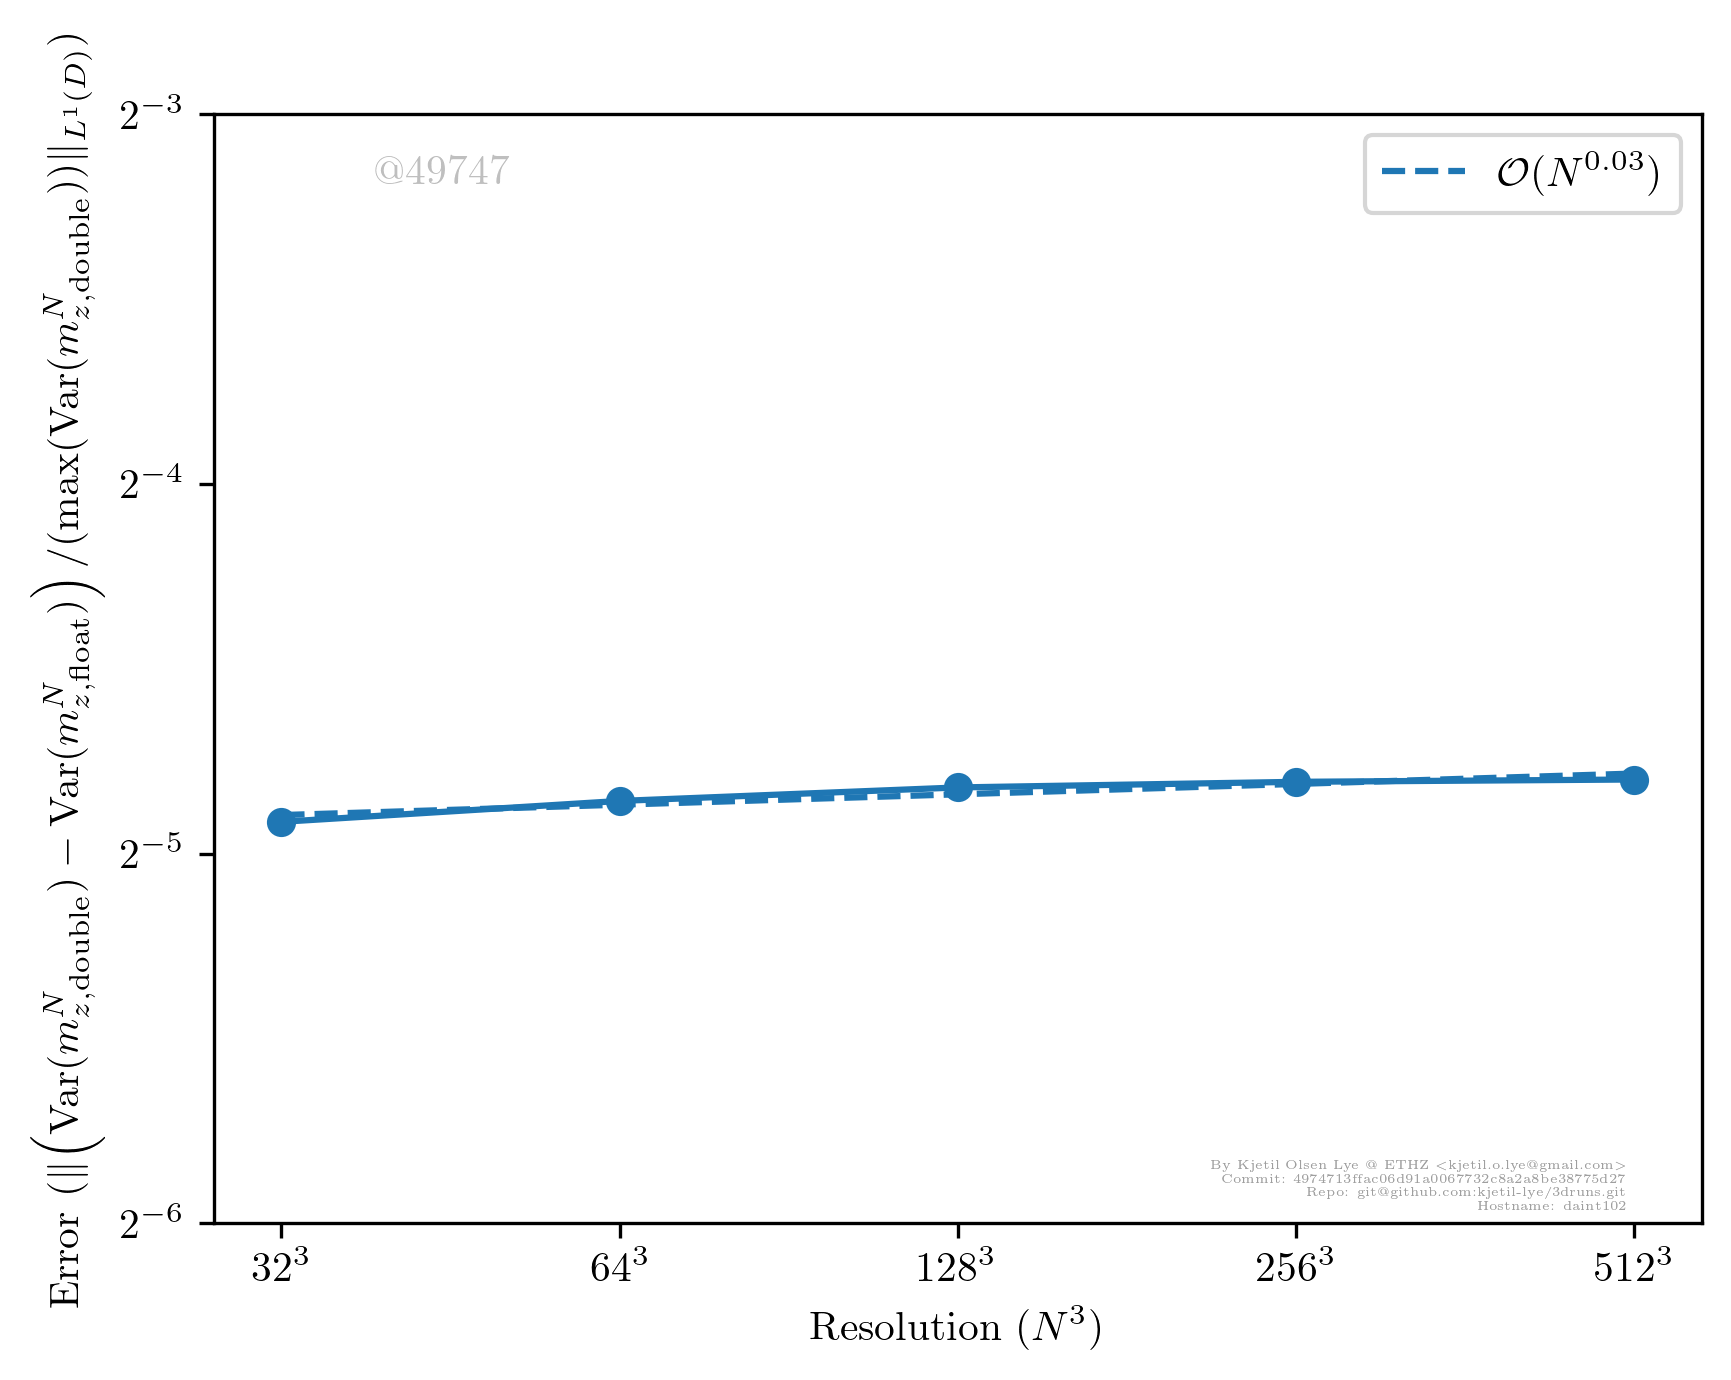 Error (‖(Var(m^N_{z,double}) − Var(m^N_{z,float})) /(max(Var(m^N_{z,double}))‖_{L^1(D)})
2^{−3}
2^{−4}
2^{−5}
2^{−6}
@49747
𝒪(N^{0.03})
By Kjetil Olsen Lye @ ETHZ <kjetil.o.lye@gmail.com>
Commit: 4974713ffac06d91a0067732c8a2a8be38775d27
Repo: git@github.com:kjetil-lye/3druns.git
Hostname: daint102
32^3 64^3 128^3 256^3 512^3
Resolution (N^3)